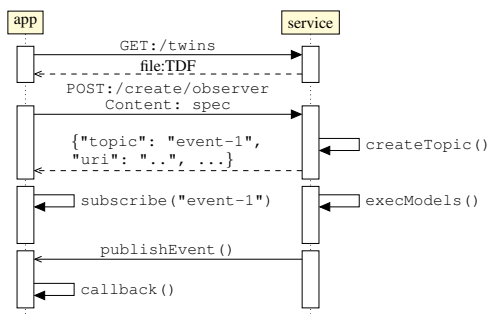 app
service
GET:/twins
file:TDF
POST:/create/observer
Content: spec
{"topic": "event-1",
"uri": "..", ...}
createTopic()
subscribe("event-1")
execModels()
publishEvent()
callback()